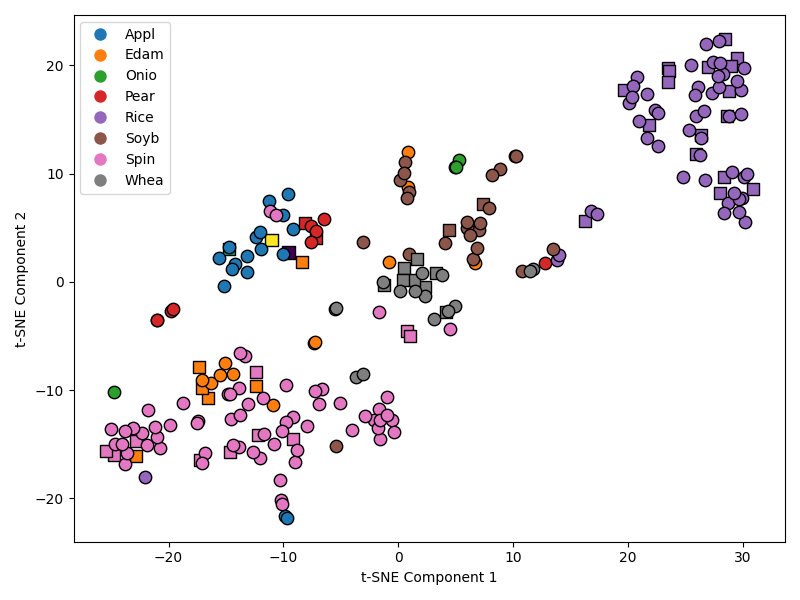 Appl
Edam
Onio
Pear
Rice
Soyb
Spin
Whea
20
10
0
−10
−20
t-SNE Component 2
−20
−10
0
10
20
30
t-SNE Component 1